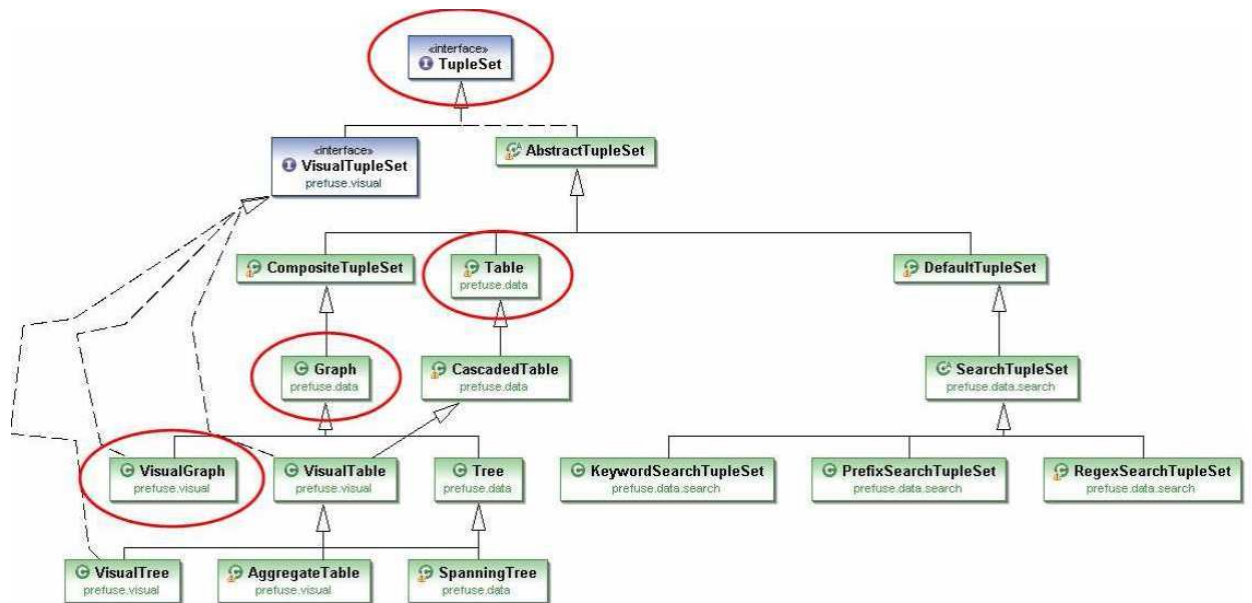 «interface»
TupleSet
«interface»
VisualTupleSet
prefuse.visual
AbstractTupleSet
CompositeTupleSet
Table
prefuse.data
DefaultTupleSet
Graph
prefuse.data
CascadedTable
prefuse.data
SearchTupleSet
prefuse.data.search
VisualGraph
prefuse.visual
VisualTable
prefuse.visual
Tree
prefuse.data
KeywordSearchTupleSet
prefuse.data.search
PrefixSearchTupleSet
prefuse.data.search
RegexSearchTupleSet
prefuse.data.search
VisualTree
prefuse.visual
AggregateTable
prefuse.visual
SpanningTree
prefuse.data